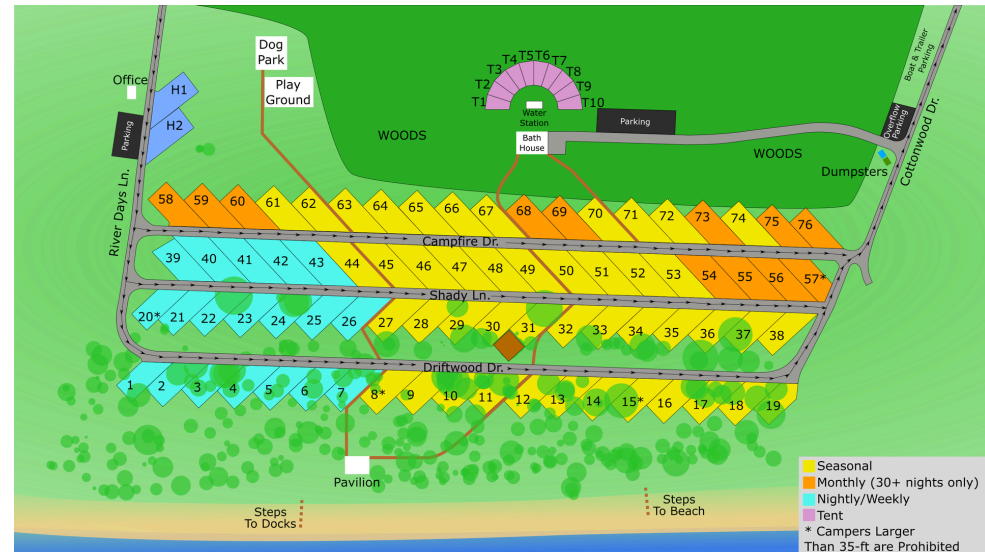 Dog
Park
Play
Ground
Office
H1
H2
Parking
River Days Ln.
WOODS
T1
T2
T3
T4
T5
T6
T7
T8
T9
T10
Water
Station
Bath
House
Parking
WOODS
Boat & Trailer
Parking
Overflow
Parking
Cottonwood Dr.
Dumpsters
58 59 60 61 62 63 64 65 66 67 68 69 70 71 72 73 74 75 76
Campfire Dr.
39 40 41 42 43 44 45 46 47 48 49 50 51 52 53 54 55 56 57*
Shady Ln.
20* 21 22 23 24 25 26 27 28 29 30 31 32 33 34 35 36 37 38
Driftwood Dr.
1 2 3 4 5 6 7 8* 9 10 11 12 13 14 15* 16 17 18 19
Pavilion
Steps
To Docks
Steps
To Beach
Seasonal
Monthly (30+ nights only)
Nightly/Weekly
Tent
* Campers Larger
Than 35-ft are Prohibited